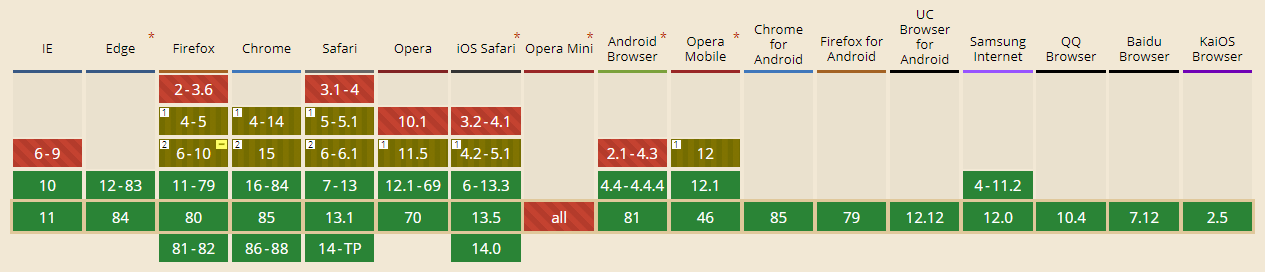 IE Edge * Firefox Chrome Safari Opera iOS Safari * Opera Mini * Android Browser * Opera Mobile * Chrome for Android Firefox for Android UC Browser for Android Samsung Internet QQ Browser Baidu Browser KaiOS Browser
2-3.6 3.1-4
1 4-5 1 4-14 1 5-5.1 10.1 3.2-4.1
6-9 2 6-10 2 15 2 6-6.1 1 11.5 1 4.2-5.1 2.1-4.3 1 12
10 12-83 11-79 16-84 7-13 12.1-69 6-13.3 4.4-4.4.4 12.1 4-11.2
11 84 80 85 13.1 70 13.5 all 81 46 85 79 12.12 12.0 10.4 7.12 2.5
81-82 86-88 14-TP 14.0